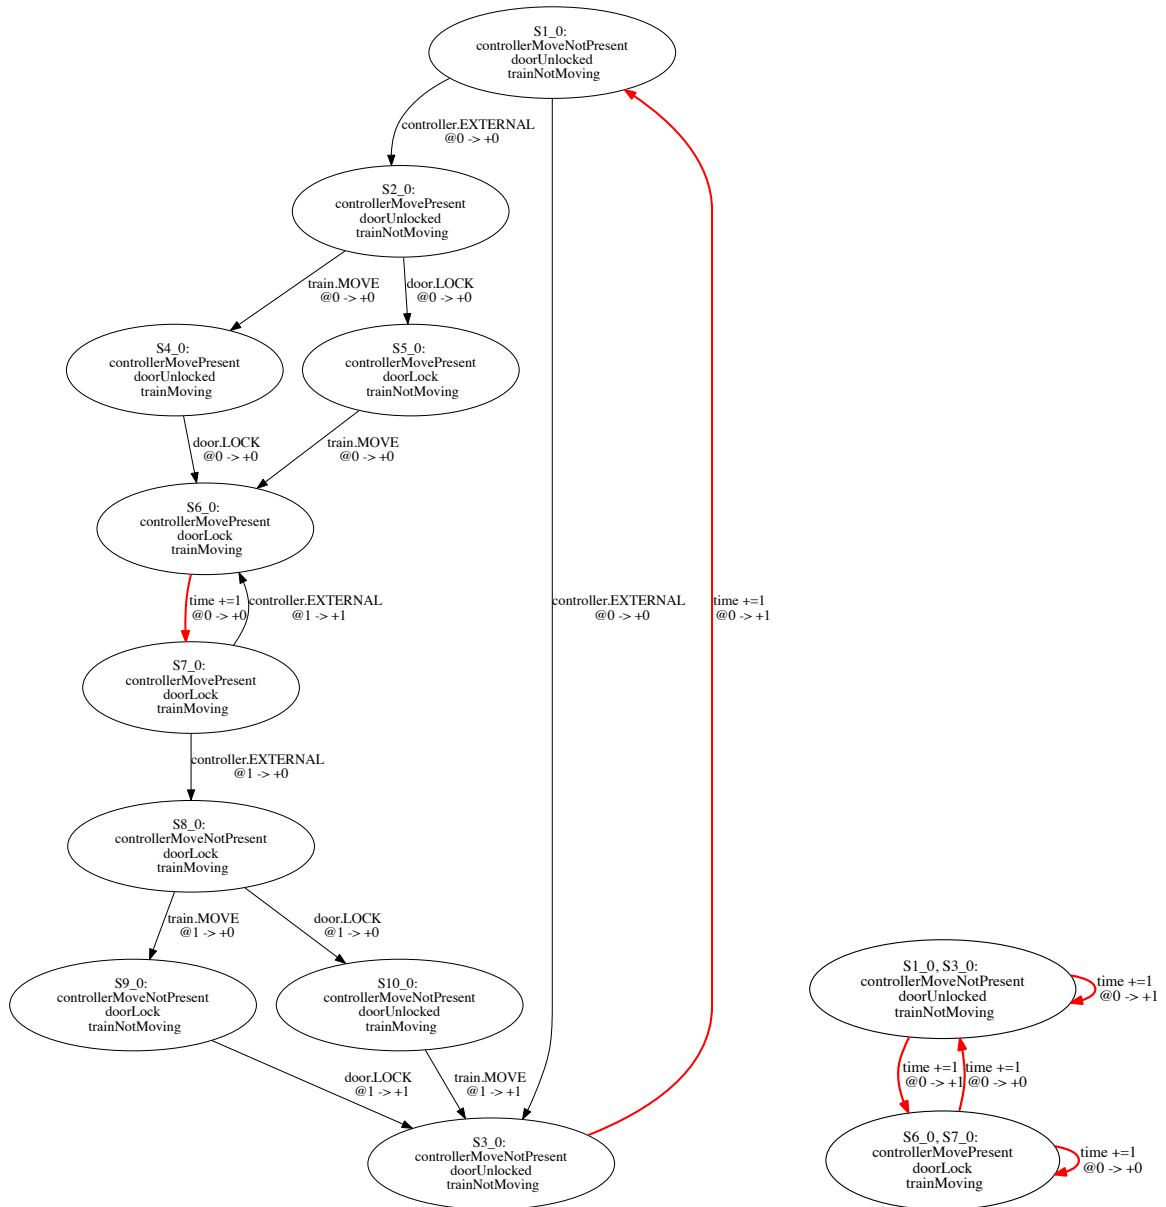 S1_0:
controllerMoveNotPresent
doorUnlocked
trainNotMoving
controller.EXTERNAL
@0 -> +0
S2_0:
controllerMovePresent
doorUnlocked
trainNotMoving
train.MOVE
@0 -> +0
door.LOCK
@0 -> +0
S4_0:
controllerMovePresent
doorUnlocked
trainMoving
S5_0:
controllerMovePresent
doorLock
trainNotMoving
door.LOCK
@0 -> +0
train.MOVE
@0 -> +0
S6_0:
controllerMovePresent
doorLock
trainMoving
time +=1
@0 -> +0
controller.EXTERNAL
@1 -> +1
controller.EXTERNAL
@0 -> +0
time +=1
@0 -> +1
S7_0:
controllerMovePresent
doorLock
trainMoving
controller.EXTERNAL
@1 -> +0
S8_0:
controllerMoveNotPresent
doorLock
trainMoving
train.MOVE
@1 -> +0
door.LOCK
@1 -> +0
S9_0:
controllerMoveNotPresent
doorLock
trainNotMoving
S10_0:
controllerMoveNotPresent
doorUnlocked
trainMoving
door.LOCK
@1 -> +1
train.MOVE
@1 -> +1
S3_0:
controllerMoveNotPresent
doorUnlocked
trainNotMoving
S1_0, S3_0:
controllerMoveNotPresent
doorUnlocked
trainNotMoving
time +=1
@0 -> +1
time +=1
@0 -> +1
time +=1
@0 -> +0
S6_0, S7_0:
controllerMovePresent
doorLock
trainMoving
time +=1
@0 -> +0